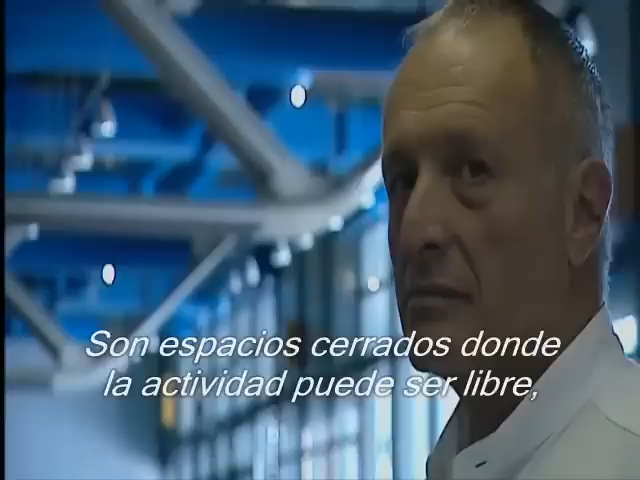 Son espacios cerrados donde
la actividad puede ser libre,